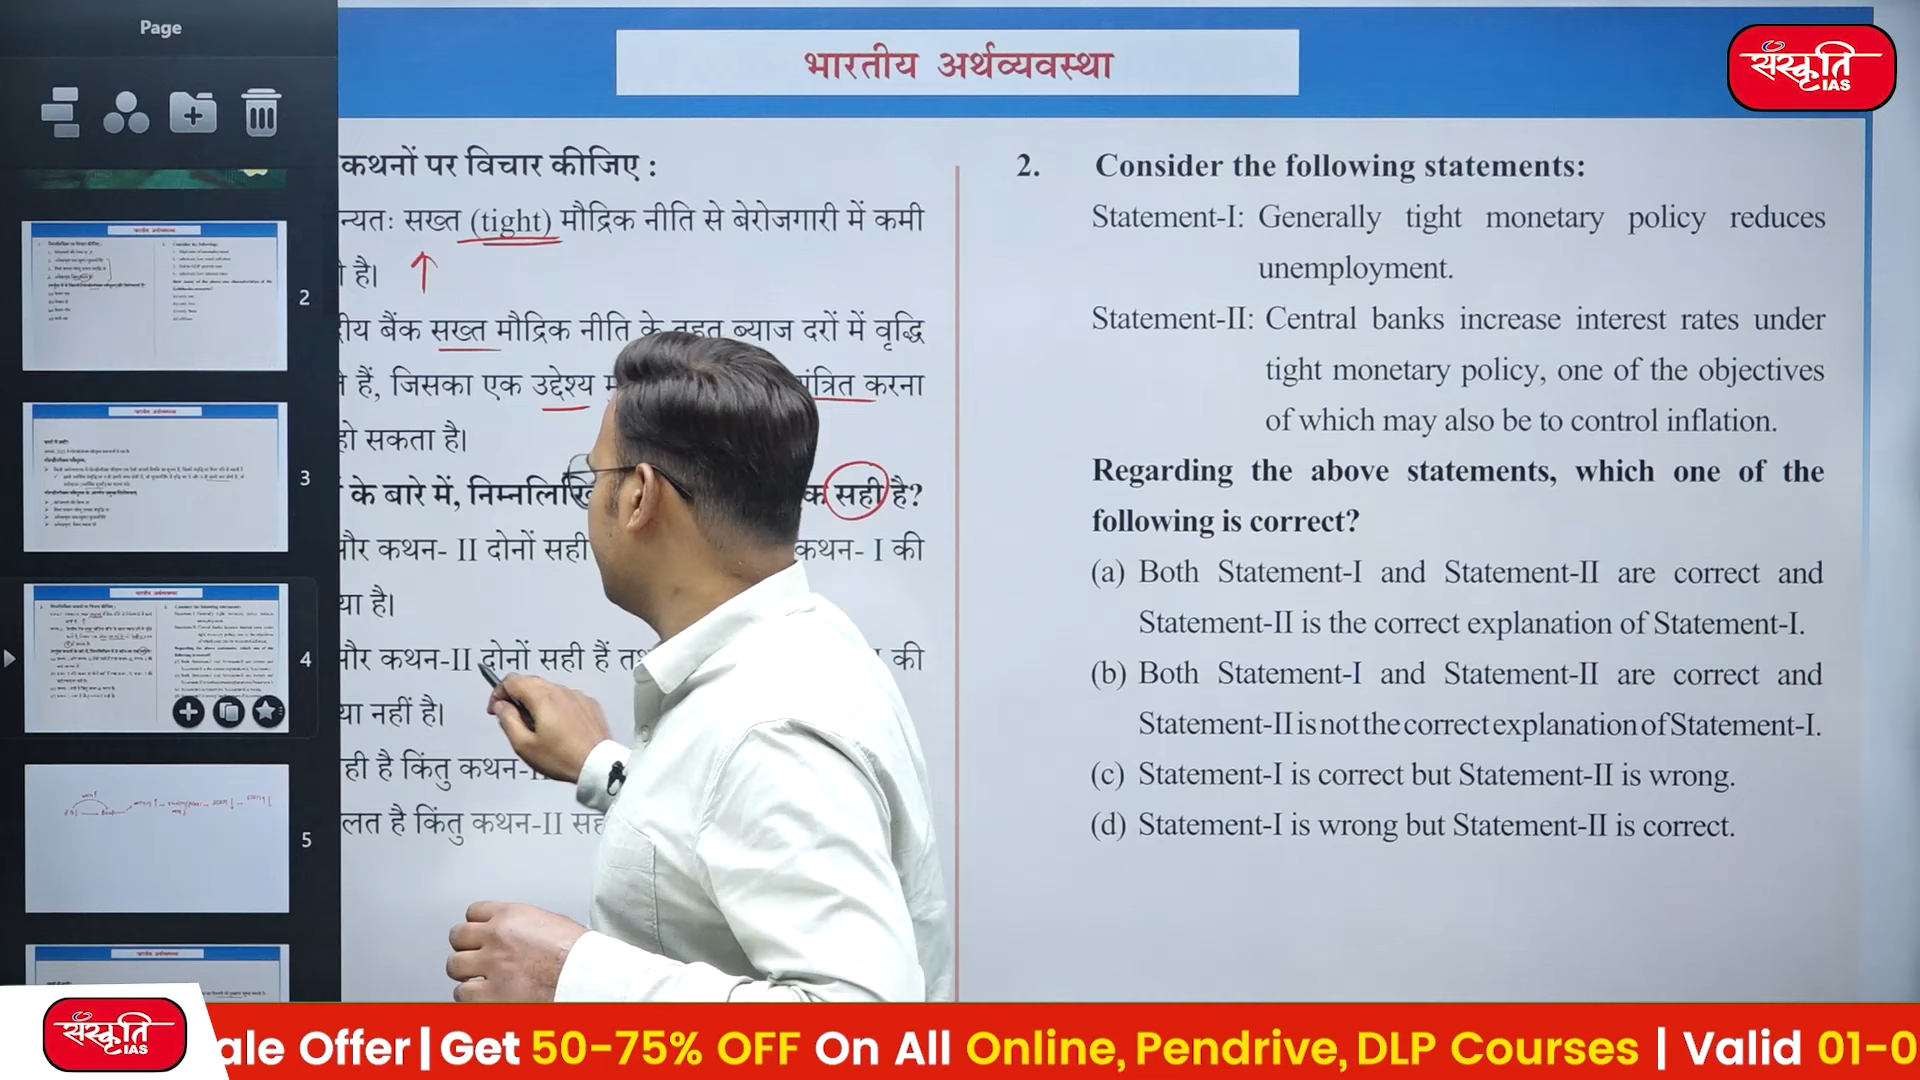 Page
भारतीय अर्थव्यवस्था
संस्कृति
IAS
कथनों पर विचार कीजिए :
न्यतः सख्त (tight) मौद्रिक नीति से बेरोजगारी में कमी
है।
बैंक सख्त मौद्रिक नीति के तहत ब्याज दरों में वृद्धि
हैं, जिसका एक उद्देश्य करना
हो सकता है।
के बारे में, सही है?
और कथन- II दोनों सही कथन- I की
या है।
और कथन-II दोनों सही हैं I की
या नहीं है।
ही है किंतु
लत है किंतु कथन-II
2. Consider the following statements:
Statement-I: Generally tight monetary policy reduces
unemployment.
Statement-II: Central banks increase interest rates under
tight monetary policy, one of the objectives
of which may also be to control inflation.
Regarding the above statements, which one of the
following is correct?
(a) Both Statement-I and Statement-II are correct and
Statement-II is the correct explanation of Statement-I.
(b) Both Statement-I and Statement-II are correct and
Statement-II is not the correct explanation of Statement-I.
(c) Statement-I is correct but Statement-II is wrong.
(d) Statement-I is wrong but Statement-II is correct.
2
3
4
5
संस्कृति
IAS
ale Offer | Get 50-75% OFF On All Online, Pendrive, DLP Courses | Valid 01-0